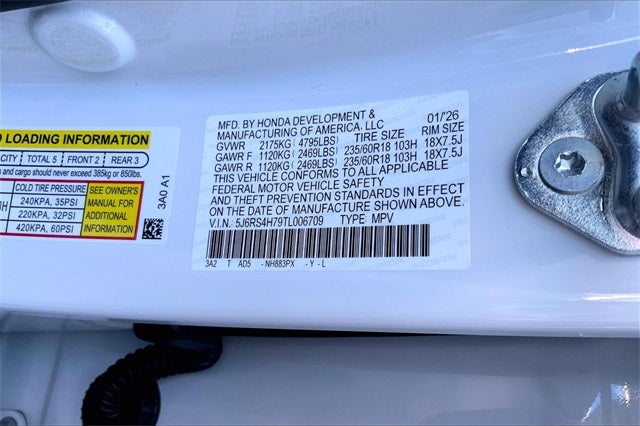 O LOADING INFORMATION
CITY TOTAL 5 FRONT 2 REAR 3
s and cargo should never exceed 385kg or 850lbs.
COLD TIRE PRESSURE
RH 240KPA, 35PSI
220KPA, 32PSI
420KPA, 60PSI
SEE OWNER'S
MANUAL FOR
ADDITIONAL
INFORMATION
3A0 A1
MFD. BY HONDA DEVELOPMENT & 01/26
MANUFACTURING OF AMERICA, LLC
TIRE SIZE RIM SIZE
GVWR 2175KG(4795LBS)
GAWR F 1120KG(2469LBS) 235/60R18 103H 18X7.5J
GAWR R 1120KG(2469LBS) 235/60R18 103H 18X7.5J
THIS VEHICLE CONFORMS TO ALL APPLICABLE
FEDERAL MOTOR VEHICLE SAFETY
AND THEFT PREVENTION STANDARDS IN EFFECT
ON THE DATE OF MANUFACTURE SHOWN ABOVE.
V.I.N.: 5J6RS4H79TL006709 TYPE: MPV
3A2 T AD5 - NH883PX - Y - L